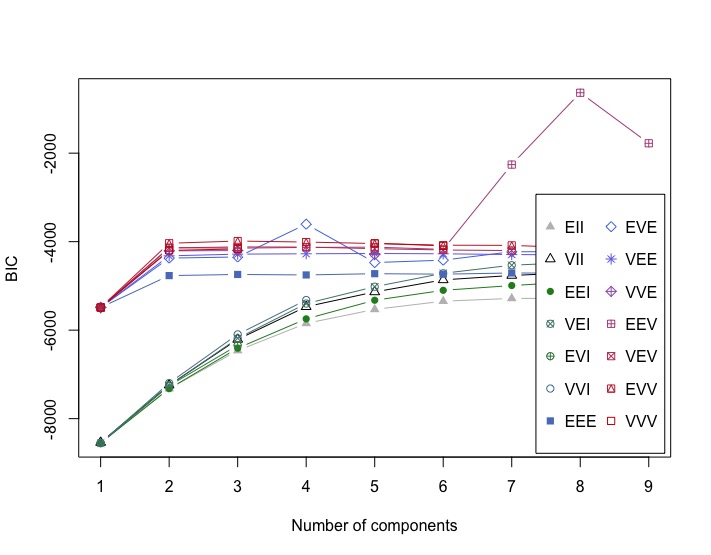 BIC
-2000
-4000
-6000
-8000
EII
VII
EEI
VEI
EVI
VVI
EEE
EVE
VEE
VVE
EEV
VEV
EVV
VVV
1 2 3 4 5 6 7 8 9
Number of components